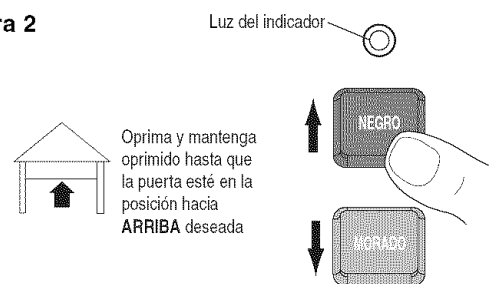 ra 2
Luz del indicador
NEGRO
Oprima y mantenga
oprimido hasta que
la puerta esté en la
posición hacia
ARRIBA deseada
MORADO